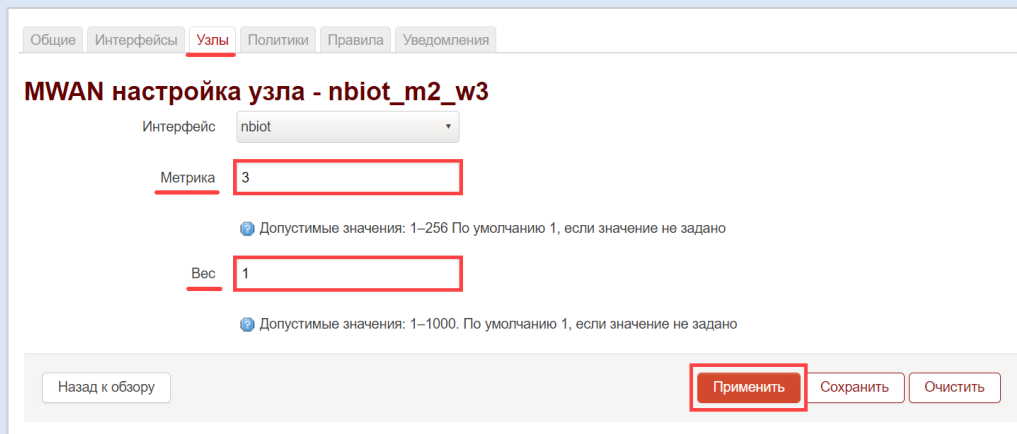 Общие Интерфейсы Узлы Политики Правила Уведомления
MWAN настройка узла - nbiot_m2_w3
Интерфейс nbiot
Метрика 3
Допустимые значения: 1–256 По умолчанию 1, если значение не задано
Вес 1
Допустимые значения: 1–1000. По умолчанию 1, если значение не задано
Назад к обзору Применить Сохранить Очистить